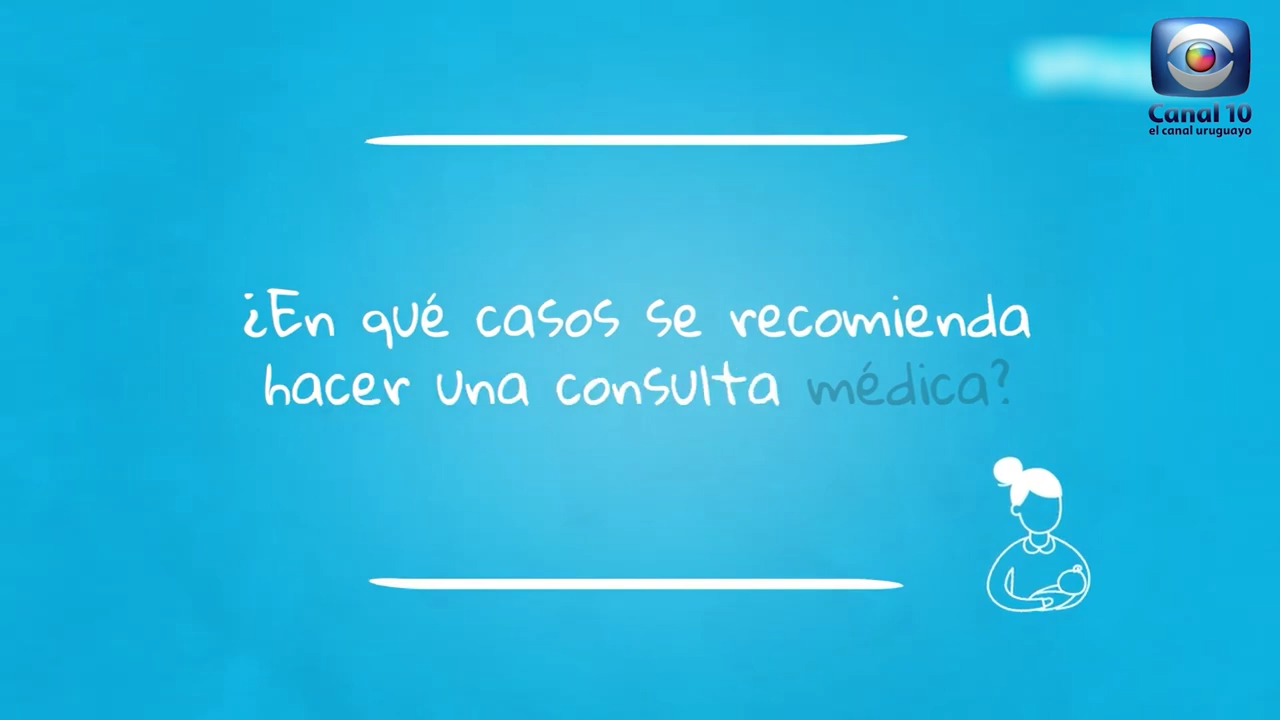 Canal 10
el canal uruguayo
¿En qué casos se recomienda
hacer una consulta médica?